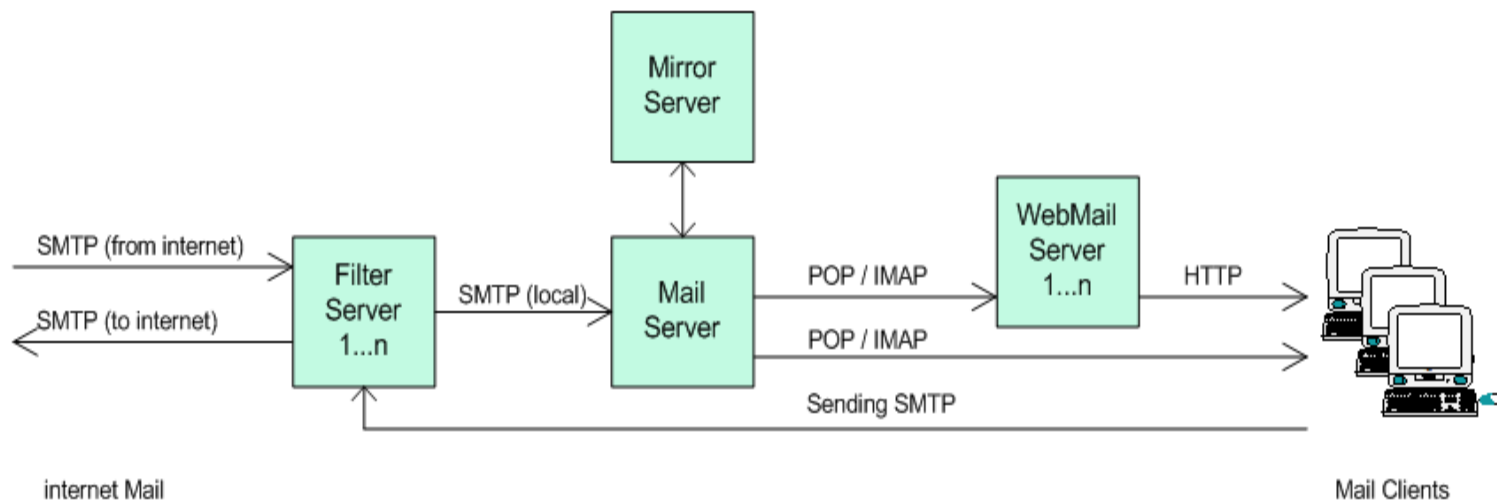 Mirror
Server
SMTP (from internet)
SMTP (to internet)
Filter
Server
1...n
SMTP (local)
Mail
Server
POP / IMAP
POP / IMAP
WebMail
Server
1...n
HTTP
Sending SMTP
internet Mail
Mail Clients